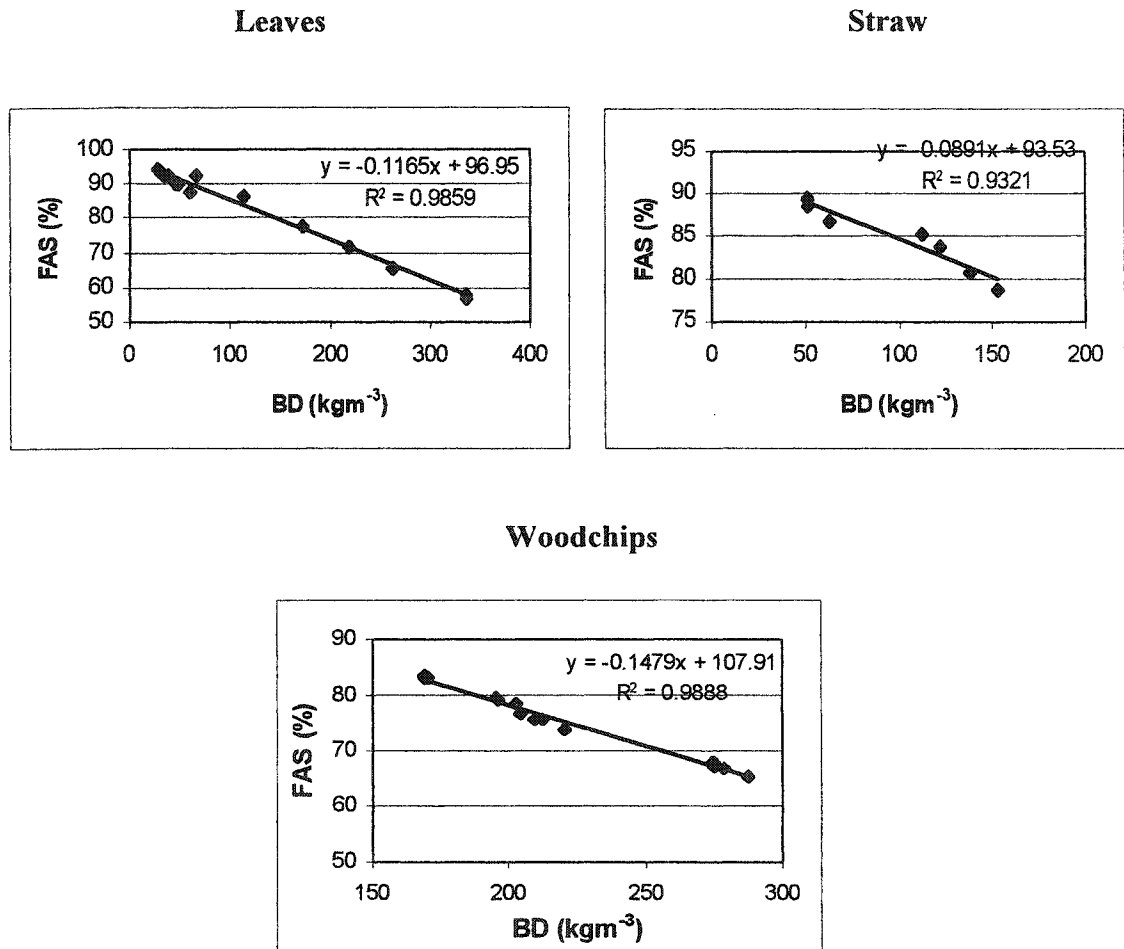 Leaves
Straw
100
90
80
70
60
50
FAS (%)
y = -0.1165x + 96.95
R² = 0.9859
0 100 200 300 400
BD (kgm⁻³)
95
90
85
80
75
FAS (%)
y = 0.0891x + 93.53
R² = 0.9321
0 50 100 150 200
BD (kgm⁻³)
Woodchips
90
80
70
60
50
FAS (%)
y = -0.1479x + 107.91
R² = 0.9888
150 200 250 300
BD (kgm⁻³)